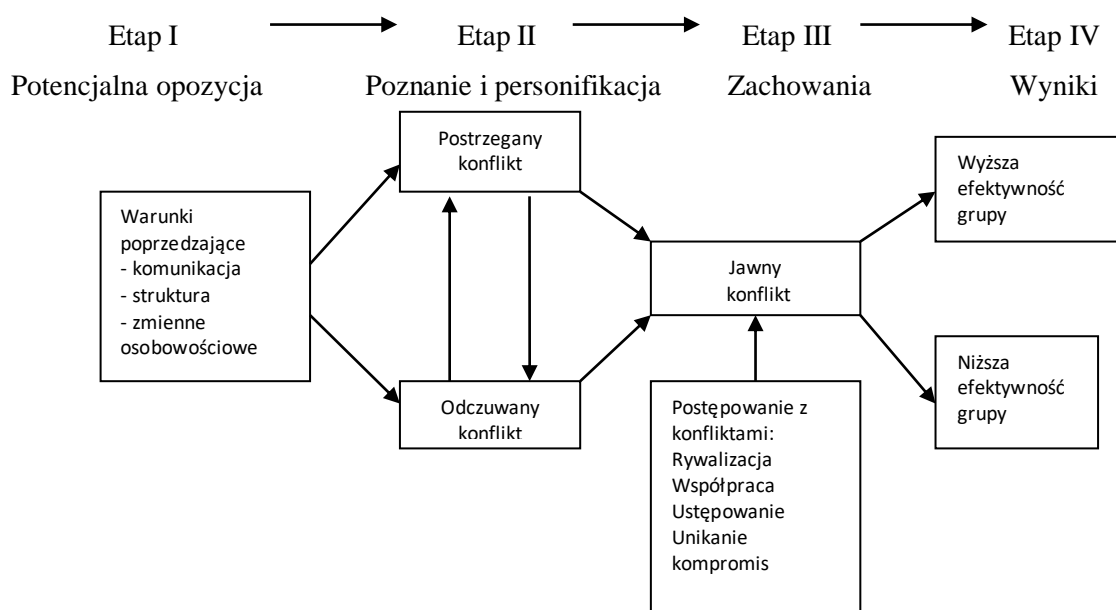 Etap I
Etap II
Etap III
Etap IV
Potencjalna opozycja
Poznanie i personifikacja
Zachowania
Wyniki
Postrzegany
konflikt
Wyższa
efektywność
grupy
Warunki
poprzedzające
- komunikacja
- struktura
- zmienne
osobowościowe
Jawny
konflikt
Odczuwany
konflikt
Niższa
efektywność
grupy
Postępowanie z
konfliktami:
Rywalizacja
Współpraca
Ustępowanie
Unikanie
kompromis